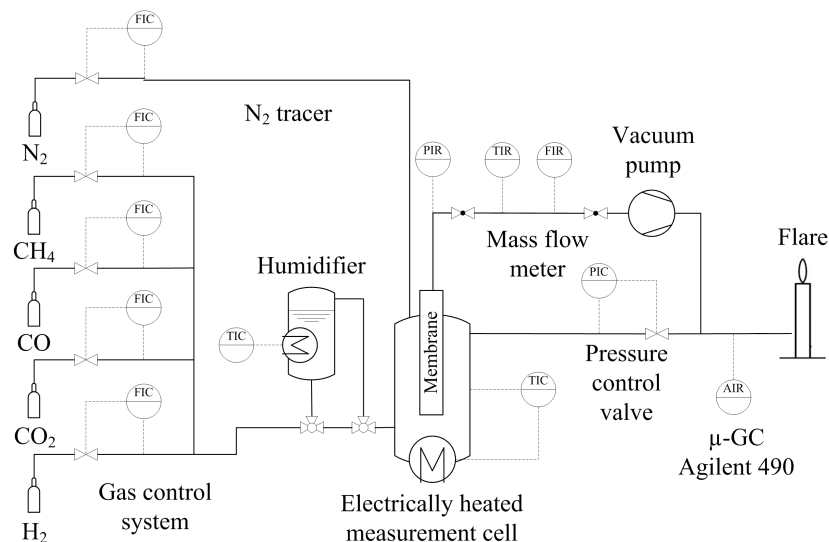 FIC
N₂
N₂ tracer
FIC
CH₄
FIC
CO
FIC
CO₂
FIC
H₂
Gas control
system
Humidifier
TIC
PIR
TIR
FIR
Mass flow
meter
Vacuum
pump
Membrane
TIC
Electrically heated
measurement cell
PIC
Pressure
control
valve
Flare
AIR
µ-GC
Agilent 490